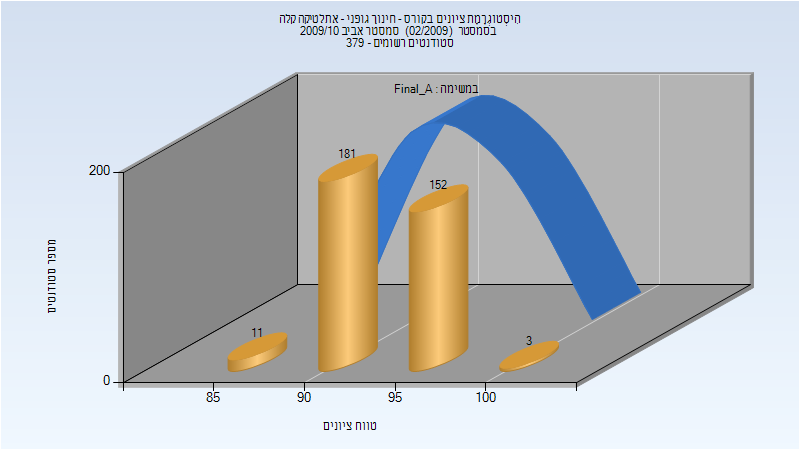 היסטוגרמת ציונים בקורס - חינוך גופני - אתלטיקה קלה
בסמסטר (02/2009) סמסטר אביב 2009/10
סטודנטים רשומים - 379
במשימה : Final_A
181
152
11
3
200
0
מספר סטודנטים
85 90 95 100
טווח ציונים